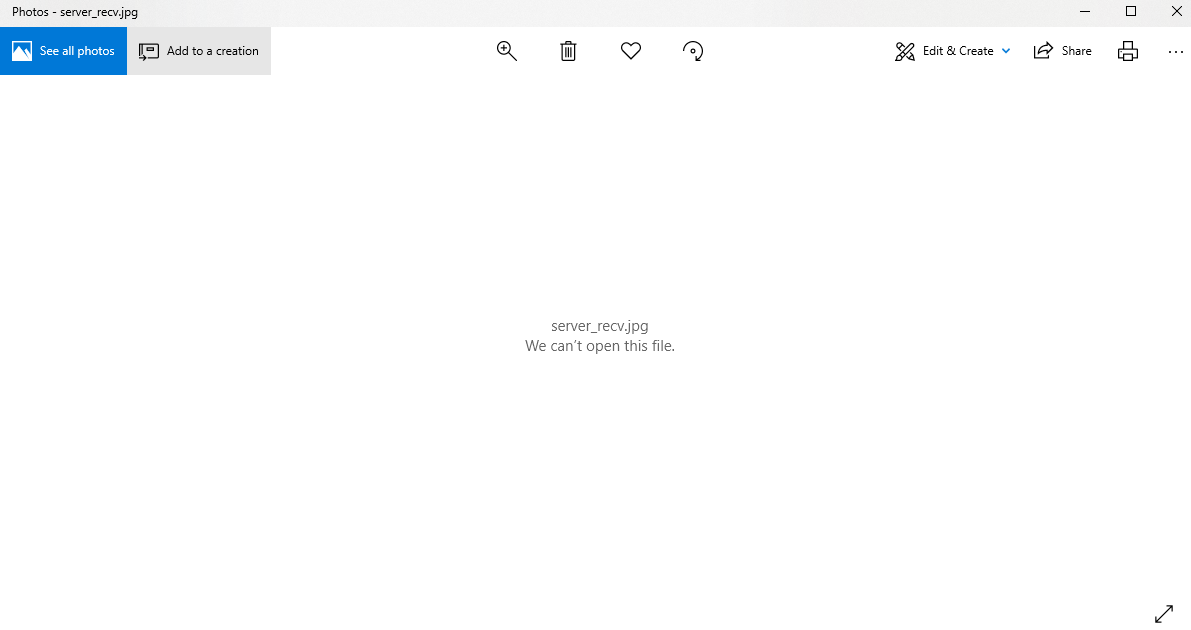 Photos - server_recv.jpg
See all photos
Add to a creation
Edit & Create
Share
server_recv.jpg
We can't open this file.